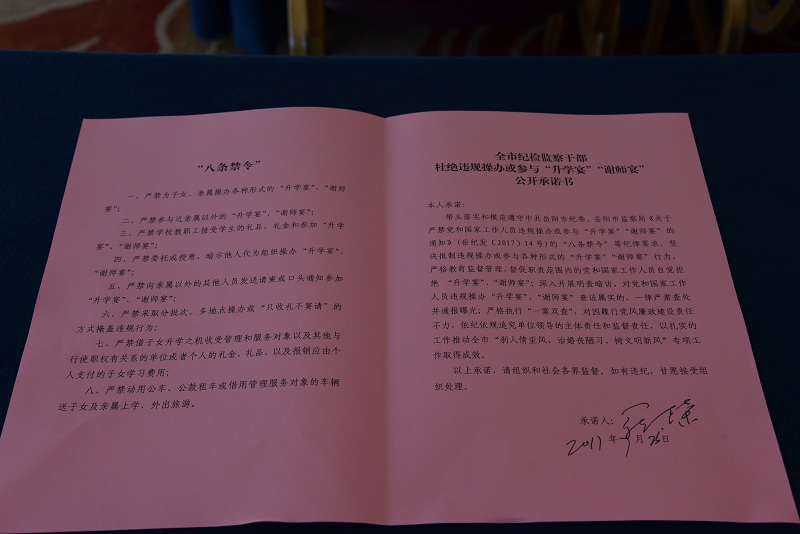 “八条禁令”
一、严禁为子女、亲属操办各种形式的“升学宴”、“谢师
宴”；
二、严禁参与近亲属以外的“升学宴”、“谢师宴”；
三、严禁学校教职工接受学生的礼品、礼金和参加“升学
宴”、“谢师宴”；
四、严禁委托或授意、暗示他人代为组织操办“升学宴”、
“谢师宴”；
五、严禁向亲属以外的其他人员发送请柬或口头通知参加
“升学宴”、“谢师宴”；
六、严禁采取分批次、多地点操办或“只收礼不宴请”的
方式掩盖违规行为；
七、严禁借子女升学之机收受管理和服务对象以及其他与
行使职权有关系的单位或者个人的礼金、礼品，以及报销应由个
人支付的子女学习费用；
八、严禁动用公车、公款租车或借用管理服务对象的车辆
送子女及亲属上学、外出旅游。
全市纪检监察干部
杜绝违规操办或参与“升学宴”“谢师宴”
公开承诺书
本人承诺：
带头落实和模范遵守中共岳阳市纪委、岳阳市监察局《关于
严禁党和国家工作人员违规操办或参与“升学宴”“谢师宴”的
通知》（岳纪发〔2017〕14号）的“八条禁令”等纪律要求，坚
决抵制违规操办或参与各种形式的“升学宴”“谢师宴”行为。
严格教育监督管理，督促职责范围内的党和国家工作人员自觉拒
绝“升学宴”、“谢师宴”；深入开展明查暗访，对党和国家工作
人员违规操办“升学宴”、“谢师宴”查证属实的，一律严肃查处
并通报曝光；严格执行“一案双查”，对因履行党风廉政建设责任
不力，依纪依规追究单位领导的主体责任和监督责任，以扎实的
工作推动全市“刹人情歪风、治婚丧陋习、树文明新风”专项工
作取得成效。
以上承诺，请组织和社会各界监督。如有违纪，甘愿接受组
织处理。
承诺人：
2017年 月26日